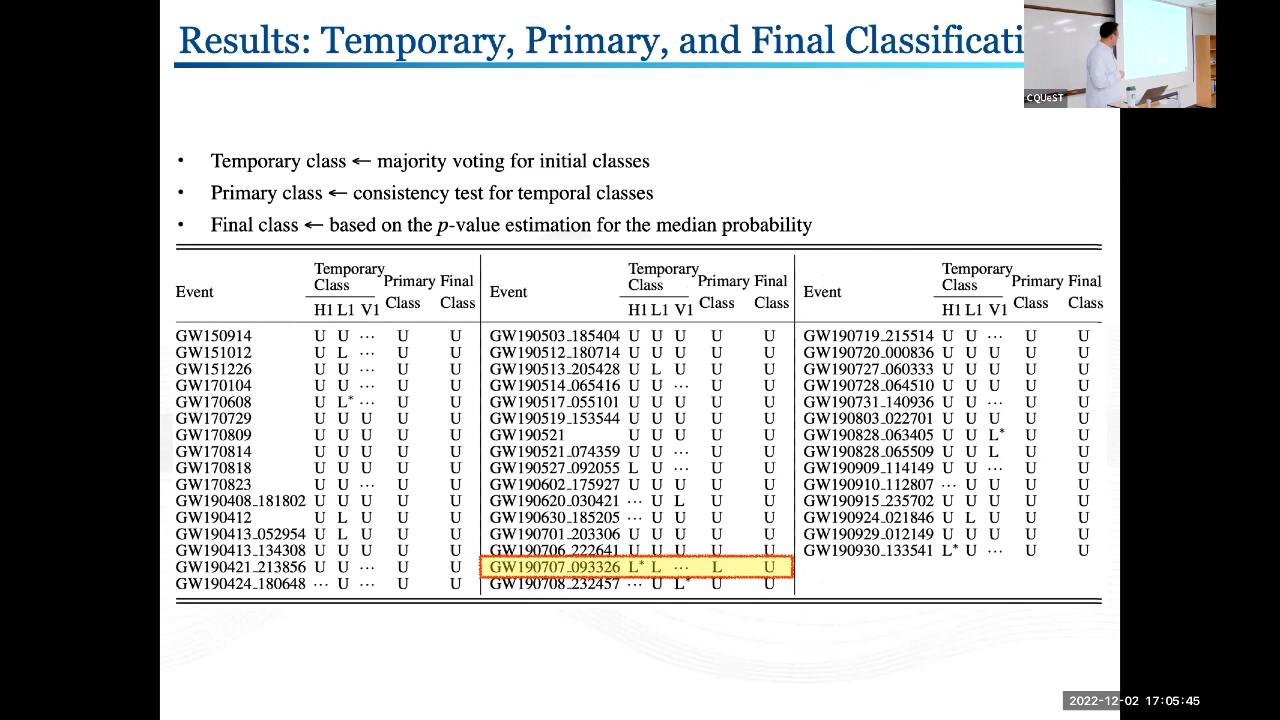 Results: Temporary, Primary, and Final Classificati
CQUeST
• Temporary class ← majority voting for initial classes
• Primary class ← consistency test for temporal classes
• Final class ← based on the p-value estimation for the median probability
Event Temporary Class H1 L1 V1 Primary Class Final Class
GW150914 U U ··· U U
GW151012 U L ··· U U
GW151226 U U ··· U U
GW170104 U U ··· U U
GW170608 U L* ··· U U
GW170729 U U U U U
GW170809 U U U U U
GW170814 U U U U U
GW170818 U U U U U
GW170823 U U ··· U U
GW190408_181802 U U U U U
GW190412 U L U U U
GW190413_052954 U L U U U
GW190413_134308 U U U U U
GW190421_213856 U U ··· U U
GW190424_180648 ··· U ··· U U
Event Temporary Class H1 L1 V1 Primary Class Final Class
GW190503_185404 U U U U U
GW190512_180714 U U U U U
GW190513_205428 U L U U U
GW190514_065416 U U ··· U U
GW190517_055101 U U U U U
GW190519_153544 U U U U U
GW190521 U U U U U
GW190521_074359 U U ··· U U
GW190527_092055 L U ··· U U
GW190602_175927 U U U U U
GW190620_030421 ··· U L U U
GW190630_185205 ··· U U U U
GW190701_203306 U U U U U
GW190706_222641 U U U U U
GW190707_093326 L* L ··· L U
GW190708_232457 ··· U L* U U
Event Temporary Class H1 L1 V1 Primary Class Final Class
GW190719_215514 U U ··· U U
GW190720_000836 U U U U U
GW190727_060333 U U U U U
GW190728_064510 U U U U U
GW190731_140936 U U ··· U U
GW190803_022701 U U U U U
GW190828_063405 U U L* U U
GW190828_065509 U U L U U
GW190909_114149 U U ··· U U
GW190910_112807 ··· U U U U
GW190915_235702 U U U U U
GW190924_021846 U L U U U
GW190929_012149 U U U U U
GW190930_133541 L* U ··· U U
2022-12-02 17:05:45